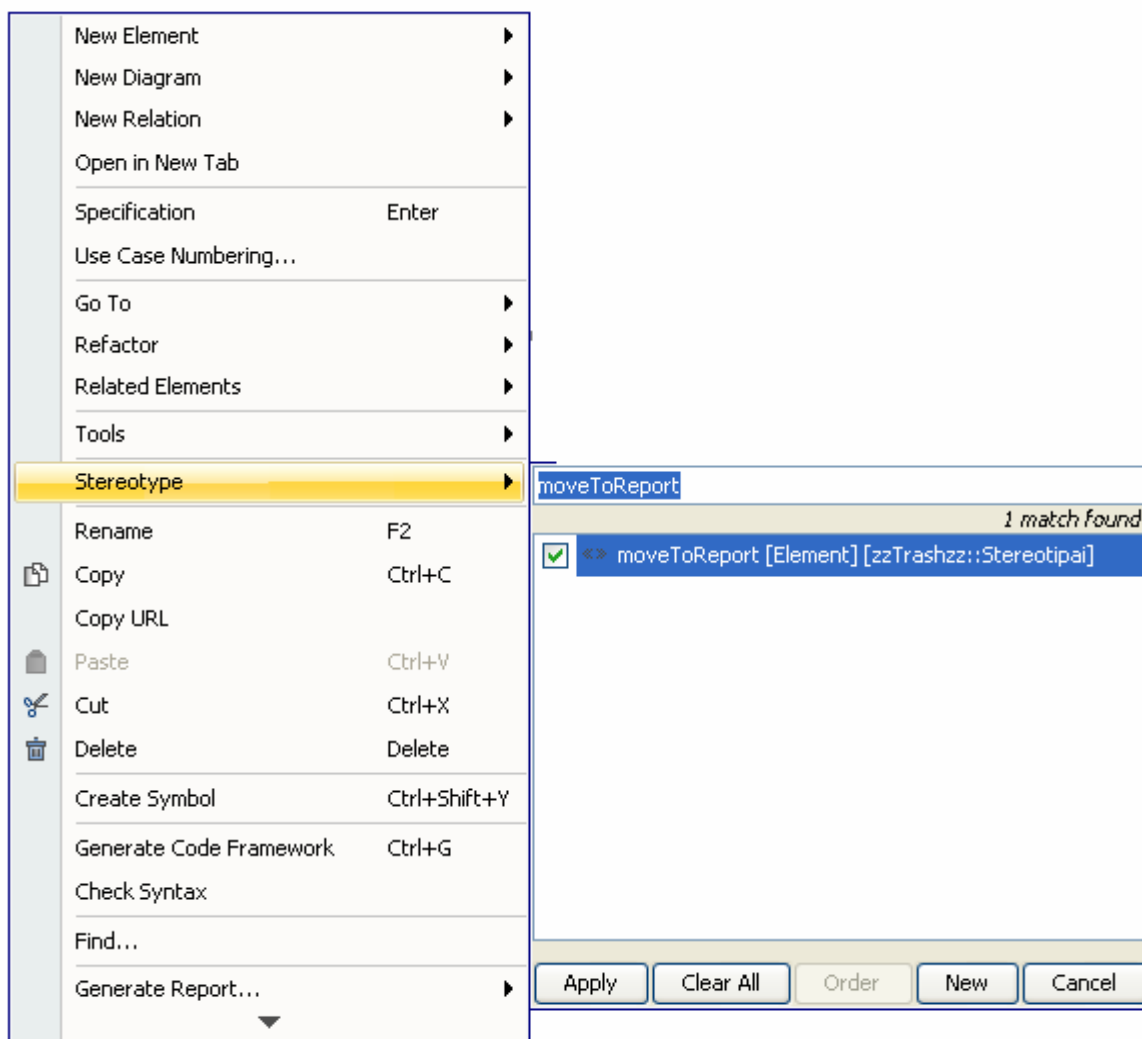 New Element
New Diagram
New Relation
Open in New Tab
Specification Enter
Use Case Numbering...
Go To
Refactor
Related Elements
Tools
Stereotype
Rename F2
Copy Ctrl+C
Copy URL
Paste Ctrl+V
Cut Ctrl+X
Delete Delete
Create Symbol Ctrl+Shift+Y
Generate Code Framework Ctrl+G
Check Syntax
Find...
Generate Report...
moveToReport
1 match found
«» moveToReport [Element] [zzTrashzz::Stereotipai]
Apply Clear All Order New Cancel